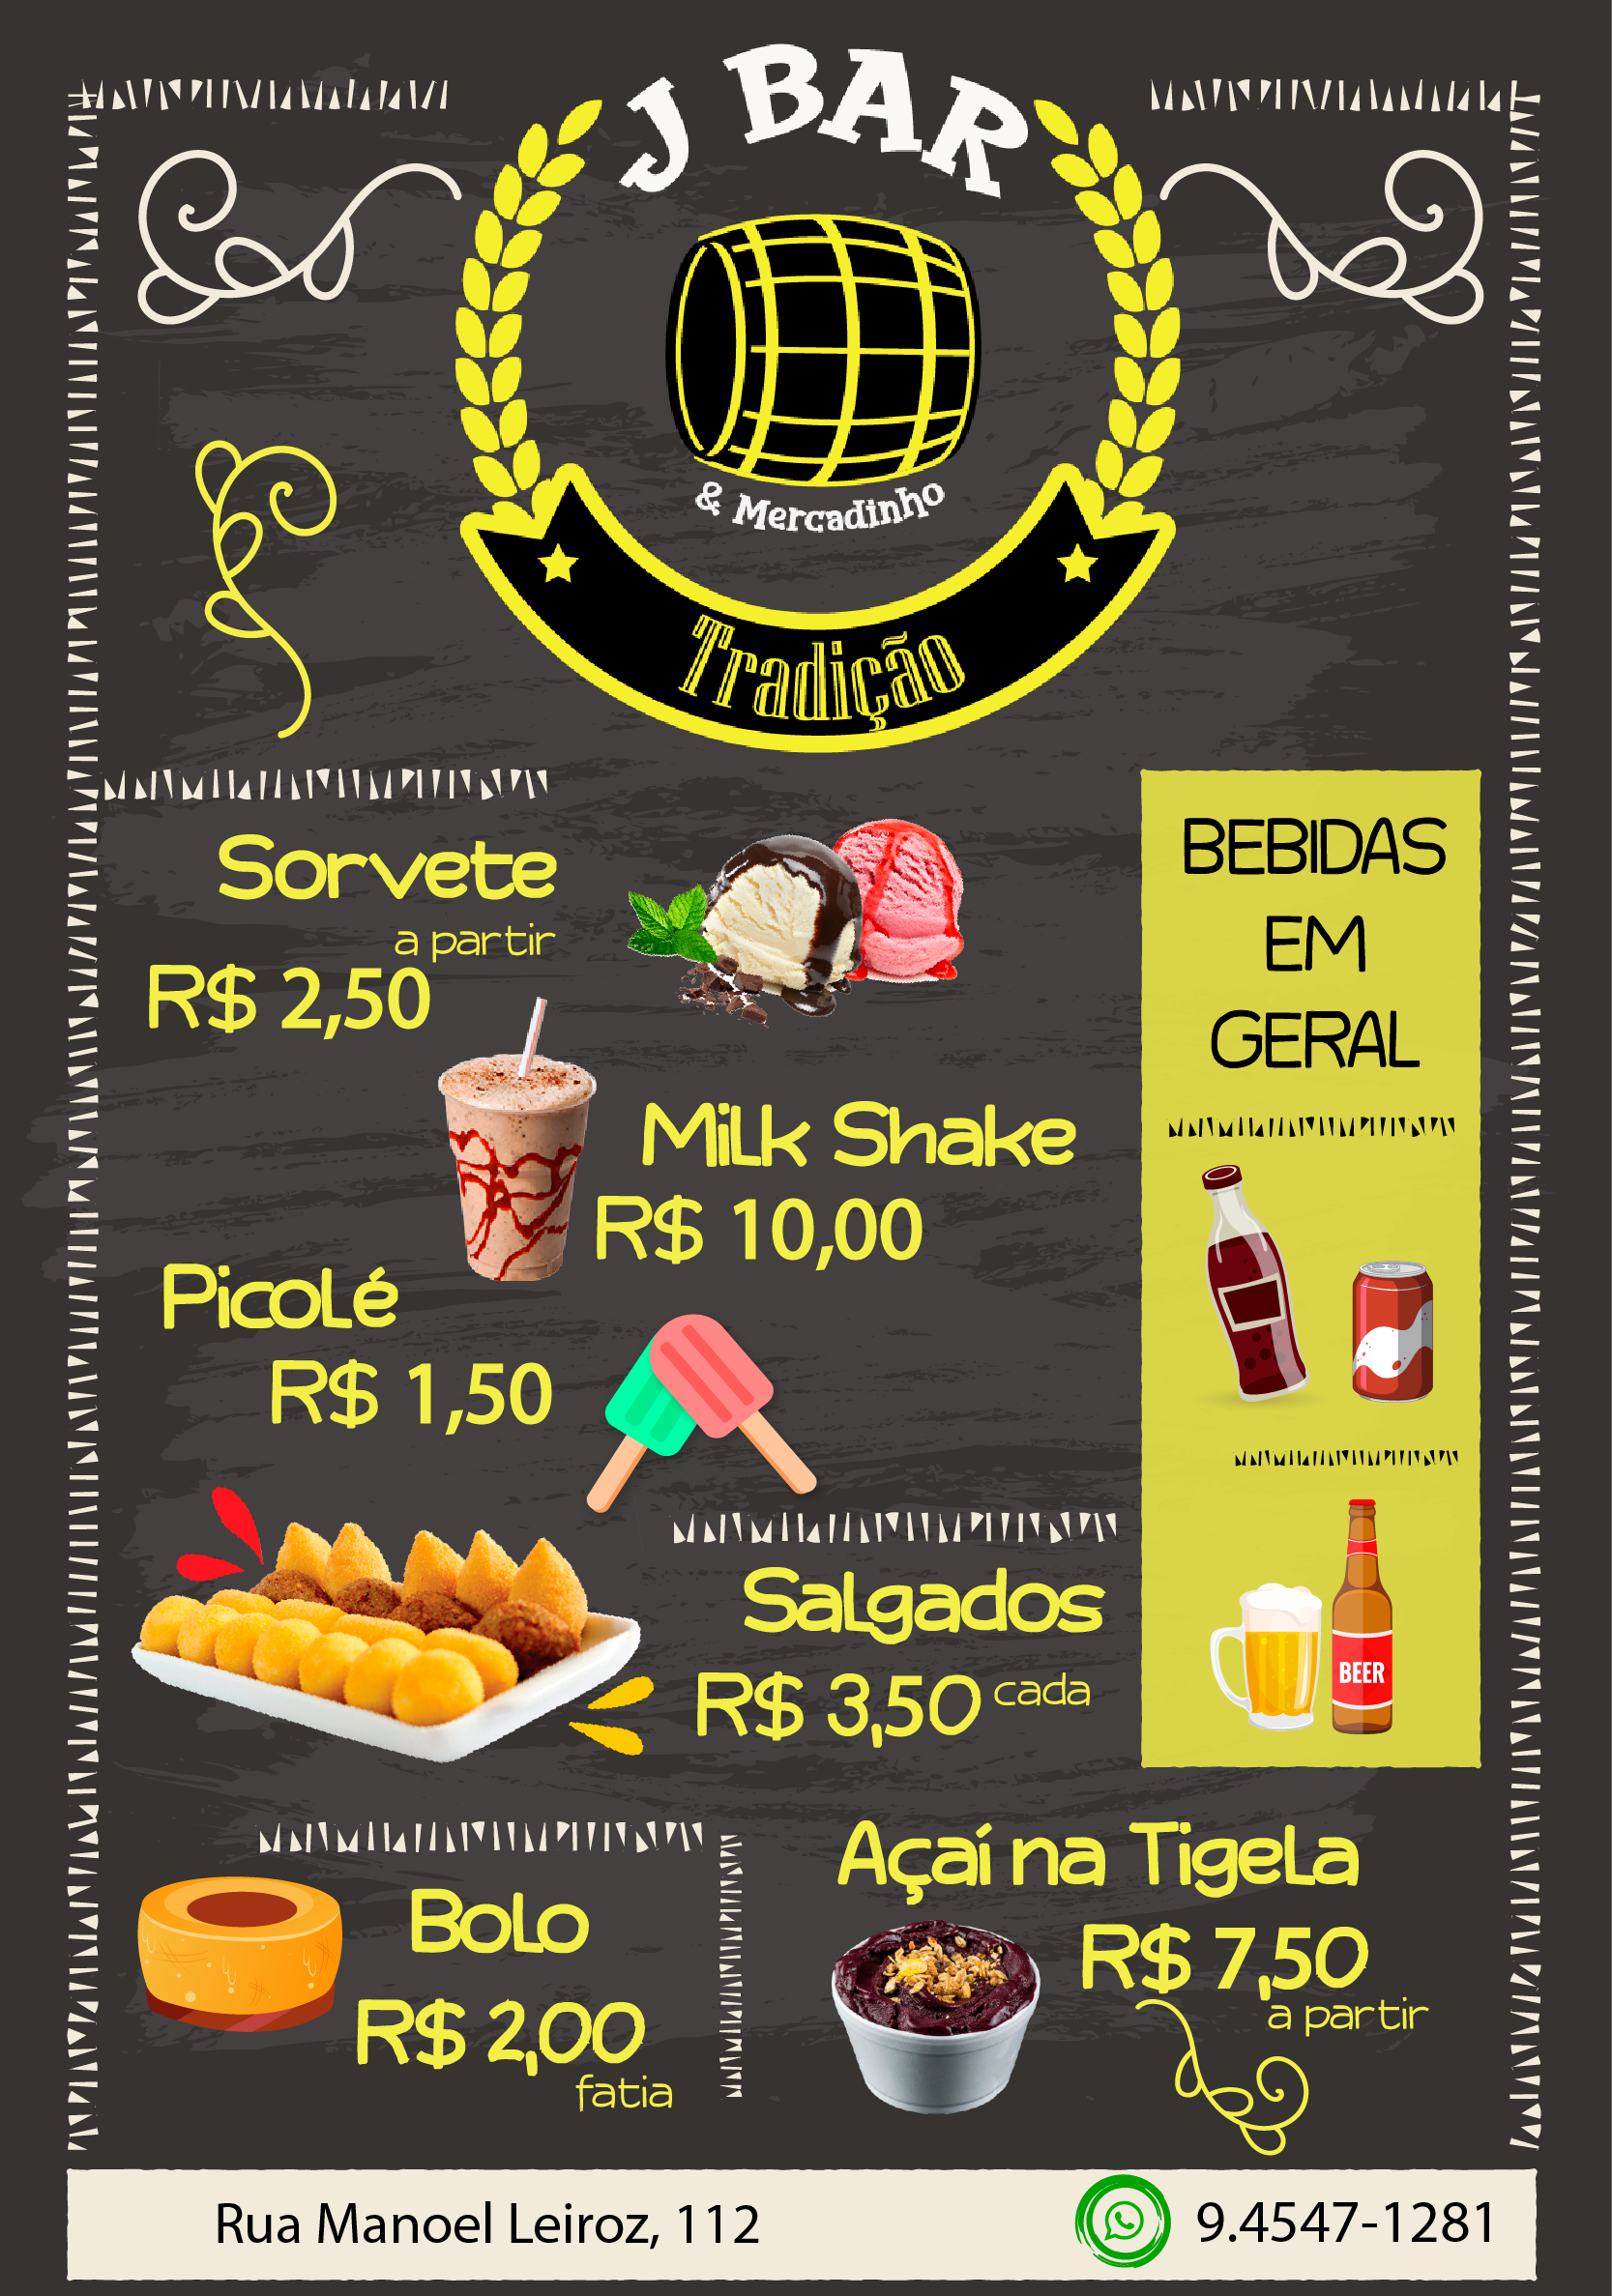 J BAR
& Mercadinho
Tradição
Sorvete
a partir
R$ 2,50
Milk Shake
R$ 10,00
Picolé
R$ 1,50
Salgados
R$ 3,50 cada
Bolo
R$ 2,00
fatia
Açaí na Tigela
R$ 7,50
a partir
BEBIDAS
EM
GERAL
BEER
Rua Manoel Leiroz, 112
9.4547-1281